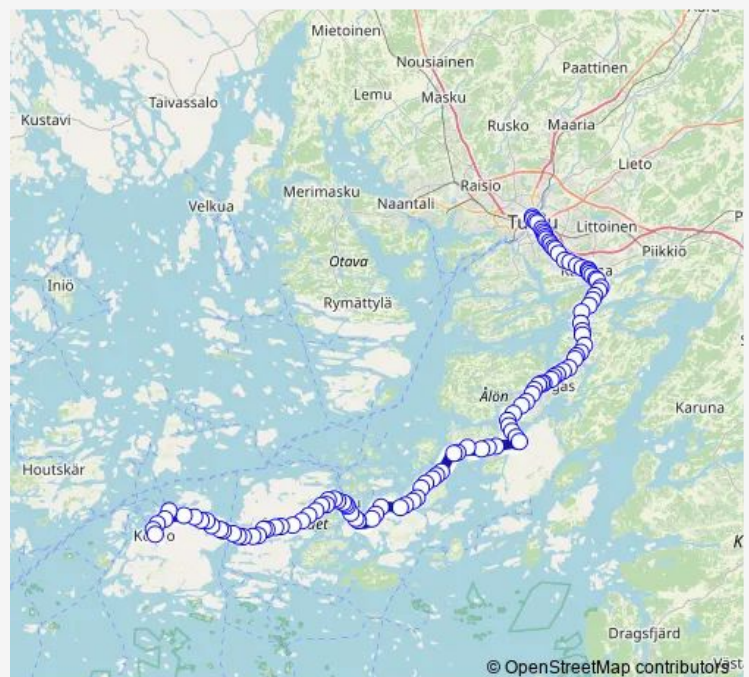 Mietoinen
Nousiainen
Paattinen
Taivassalo
Lemu
Masku
Kustavi
Rusko
Maaria
Lieto
Raisio
Merimasku
Naantali
Velkua
Littoinen
Piikkiö
Otava
Iniö
Rymättylä
Ålön
Karuna
Houtskär
Dragsfjärd
© OpenStreetMap contributors